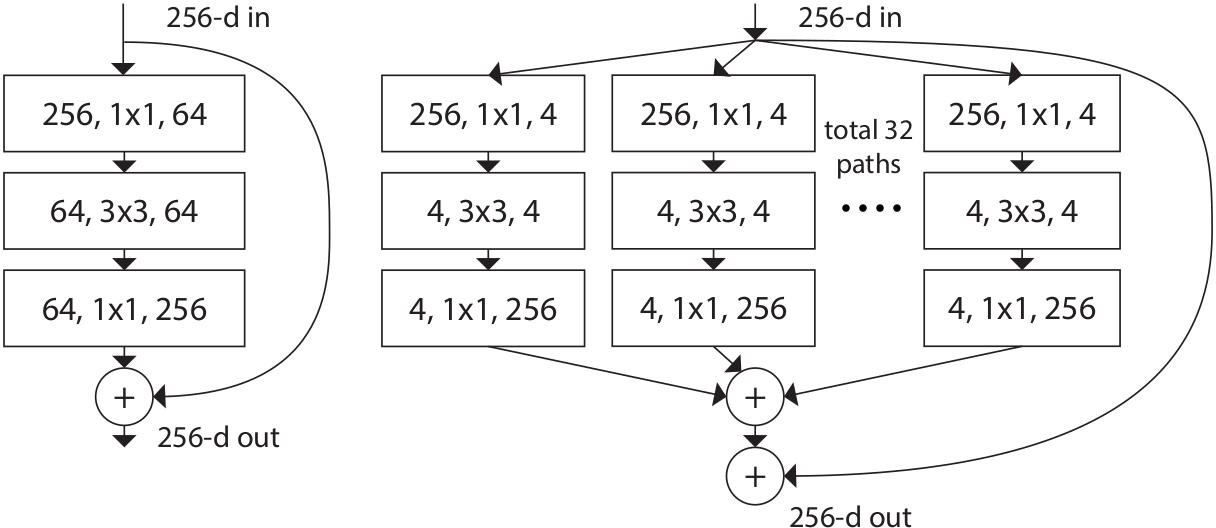 256-d in
256, 1x1, 64
64, 3x3, 64
64, 1x1, 256
+
256-d out
256-d in
256, 1x1, 4
4, 3x3, 4
4, 1x1, 256
256, 1x1, 4
4, 3x3, 4
4, 1x1, 256
total 32
paths
....
256, 1x1, 4
4, 3x3, 4
4, 1x1, 256
+
+
256-d out